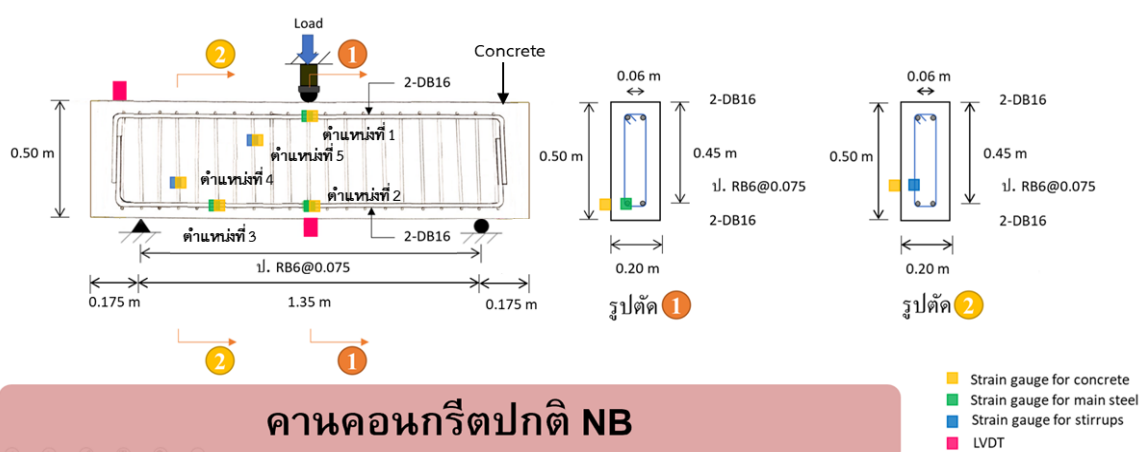 Load
2
1
Concrete
2-DB16
0.50 m
ตำแหน่งที่ 1
ตำแหน่งที่ 5
ตำแหน่งที่ 4
ตำแหน่งที่ 2
ตำแหน่งที่ 3
2-DB16
ป. RB6@0.075
0.175 m
1.35 m
0.175 m
2
1
0.06 m
2-DB16
0.50 m
0.45 m
ป. RB6@0.075
2-DB16
0.20 m
รูปตัด 1
0.06 m
2-DB16
0.50 m
0.45 m
ป. RB6@0.075
2-DB16
0.20 m
รูปตัด 2
คานคอนกรีตปกติ NB
Strain gauge for concrete
Strain gauge for main steel
Strain gauge for stirrups
LVDT